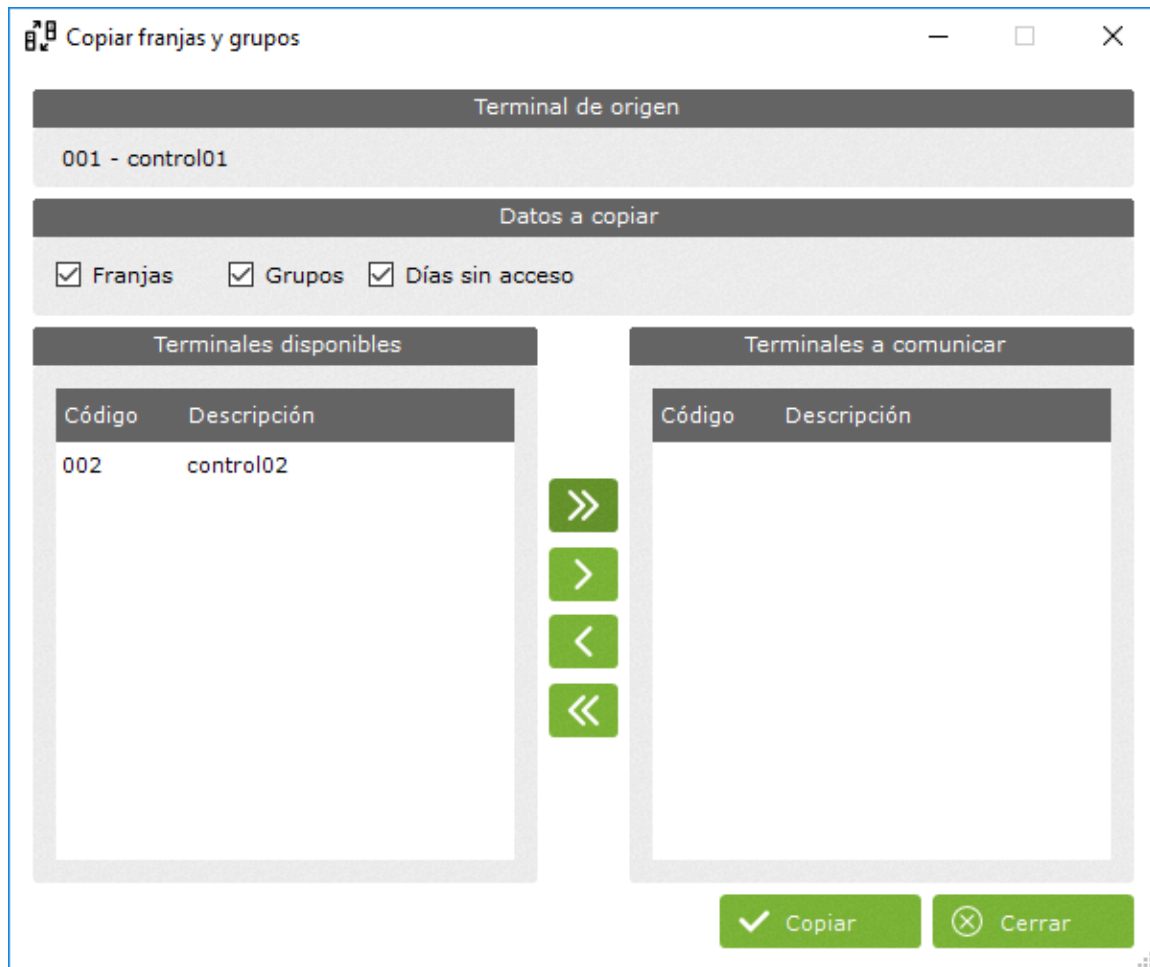 Copiar franjas y grupos
Terminal de origen
001 - control01
Datos a copiar
Franjas Grupos Días sin acceso
Terminales disponibles
Código Descripción
002 control02
Terminales a comunicar
Código Descripción
Copiar Cerrar